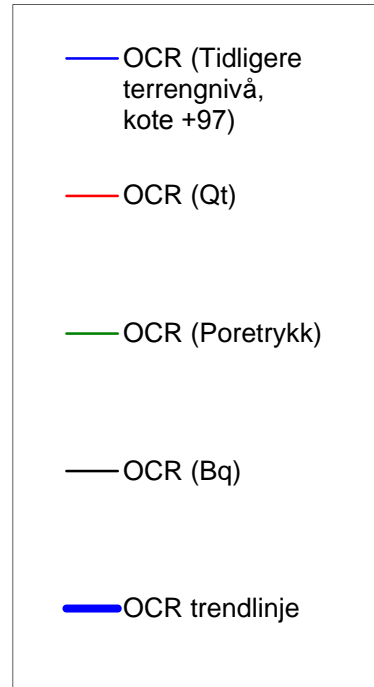 OCR (Tidligere
terrengnivå,
kote +97)
OCR (Qt)
OCR (Poretrykk)
OCR (Bq)
OCR trendlinje